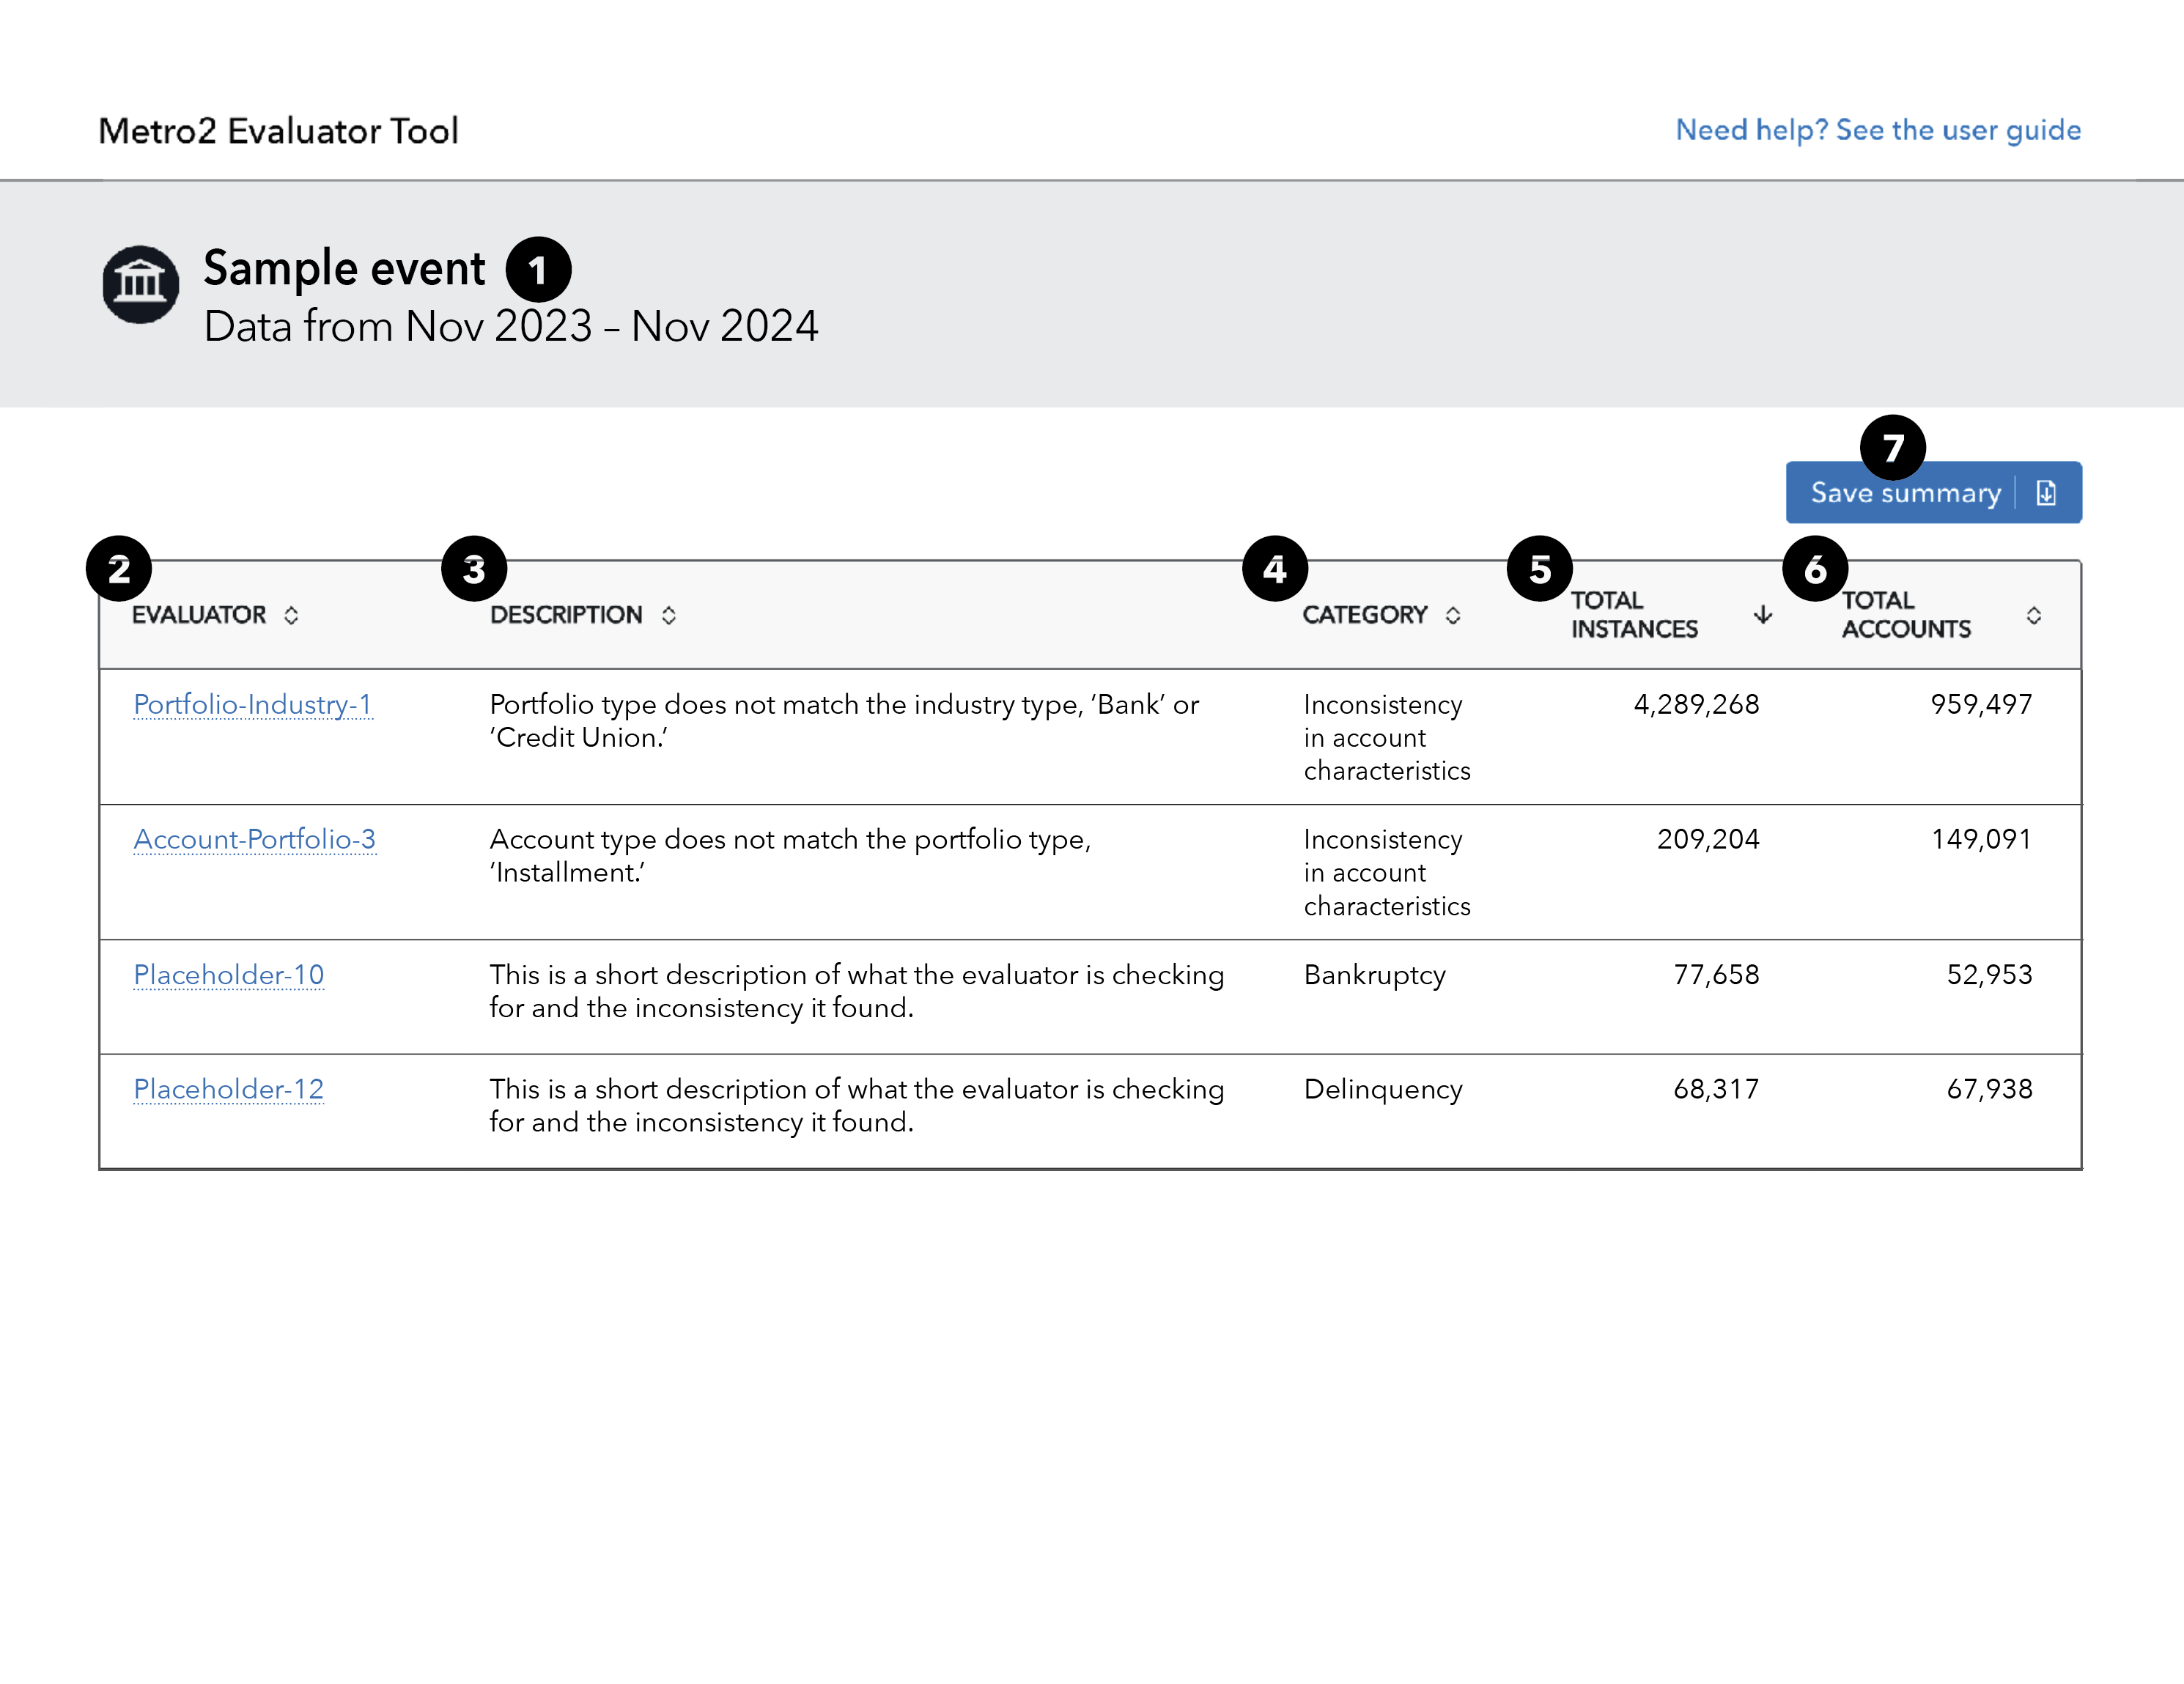 Metro2 Evaluator Tool
Need help? See the user guide
Sample event 1
Data from Nov 2023 – Nov 2024
7
Save summary
2 3 4 5 6
EVALUATOR DESCRIPTION CATEGORY TOTAL INSTANCES TOTAL ACCOUNTS
Portfolio-Industry-1 Portfolio type does not match the industry type, ‘Bank’ or Inconsistency 4,289,268 959,497
‘Credit Union.’ in account
characteristics
Account-Portfolio-3 Account type does not match the portfolio type, Inconsistency 209,204 149,091
‘Installment.’ in account
characteristics
Placeholder-10 This is a short description of what the evaluator is checking Bankruptcy 77,658 52,953
for and the inconsistency it found.
Placeholder-12 This is a short description of what the evaluator is checking Delinquency 68,317 67,938
for and the inconsistency it found.